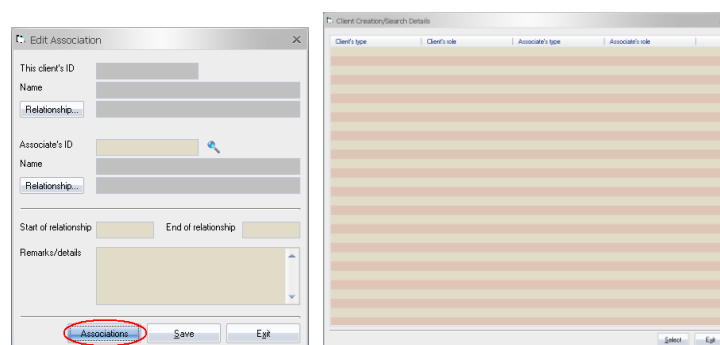 Edit Association
This client's ID
Name
Relationship...
Associate's ID
Name
Relationship...
Start of relationship End of relationship
Remarks/details
Associations Save Exit
Client Creation/Search Details
Client's type Client's role Associate's type Associate's role
Select Exit